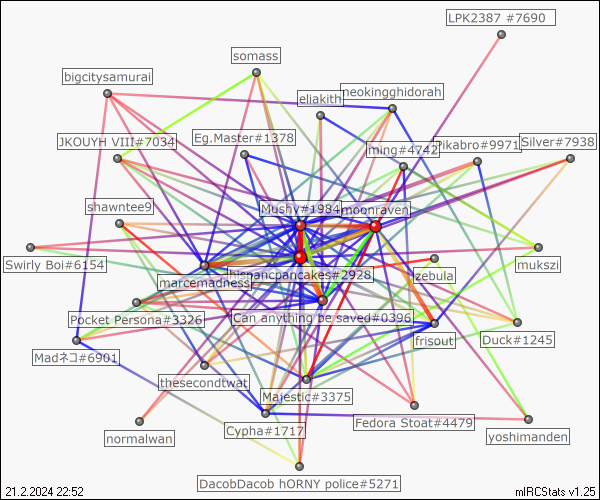 LPK2387 #7690
somass
bigcitysamurai
eliakith
neokingghidorah
Eg.Master#1378
JKOUYH VIII#7034
ming#4742
Pikabro#9971
Silver#7938
shawntee9
Mushy#1984
moonraven
Swirly Boi#6154
marcemadness
hispancpancakes#2928
zebula
mukszi
Pocket Persona#3326
Can anything be saved#0396
frisout
Duck#1245
Madネコ#6901
thesecondtwat
Majestic#3375
Cypha#1717
Fedora Stoat#4479
normalwan
yoshimanden
DacobDacob hORNY police#5271
21.2.2024 22:52
mIRCStats v1.25